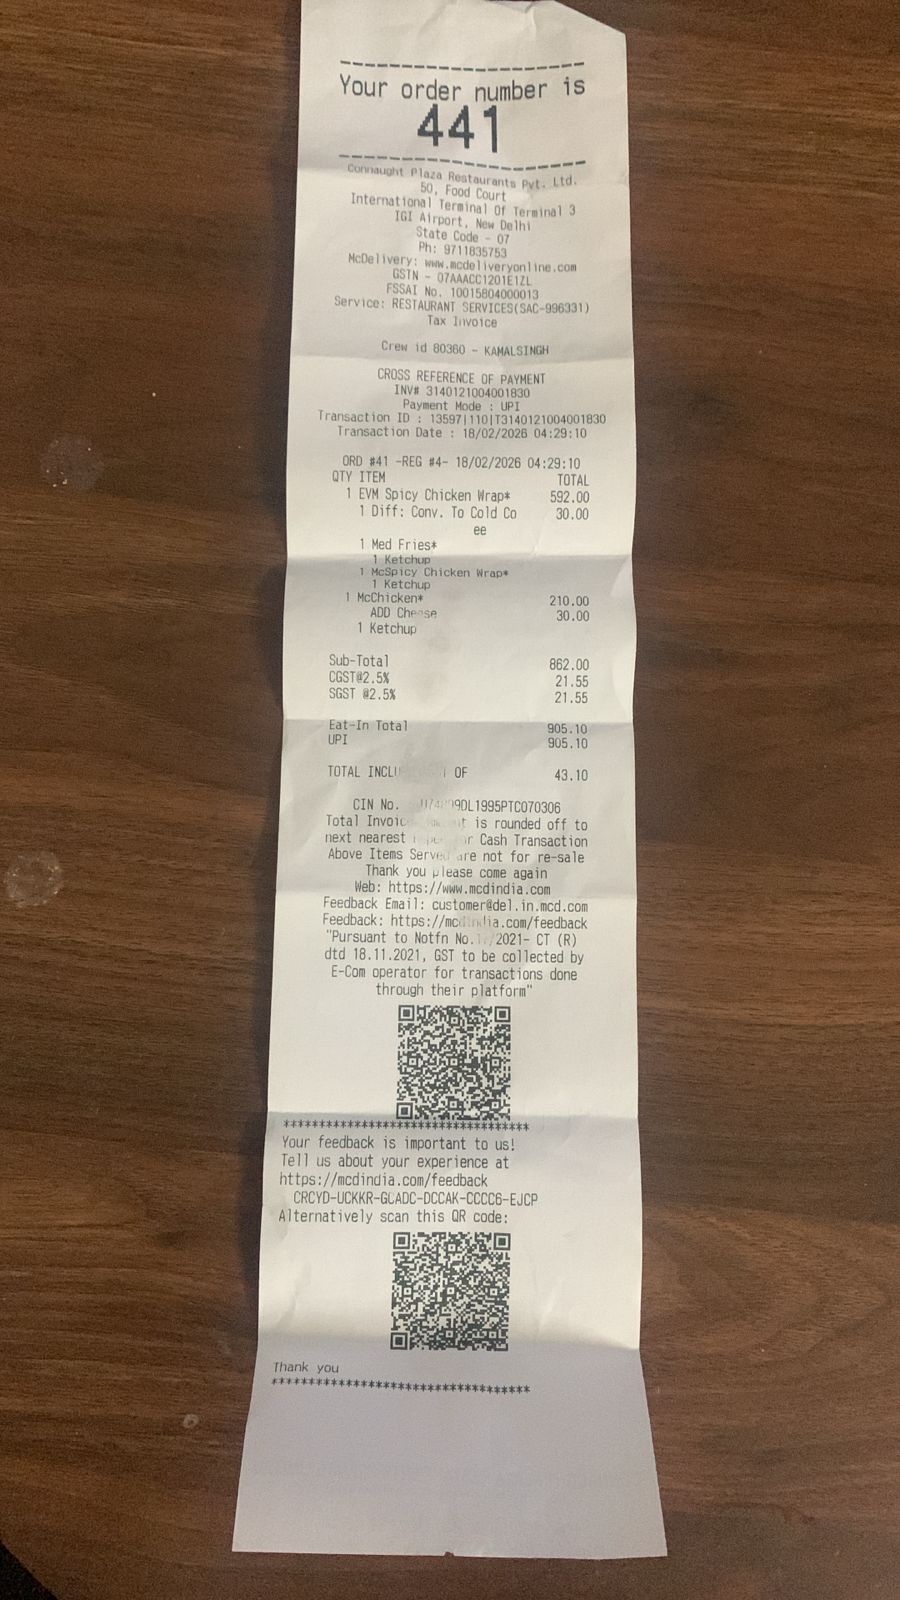 Your order number is
441
Connaught Plaza Restaurants Pvt. Ltd.
50, Food Court
International Terminal Of Terminal 3
IGI Airport, New Delhi
State Code - 07
Ph: 9711835753
McDelivery: www.mcdeliveryonline.com
GSTN - 07AAACC1201E1ZL
FSSAI No. 10015804000013
Service: RESTAURANT SERVICES(SAC-996331)
Tax Invoice
Crew id 80360 - KAMALSINGH
CROSS REFERENCE OF PAYMENT
INV# 3140121004001830
Payment Mode : UPI
Transaction ID : 13597|110|T3140121004001830
Transaction Date : 18/02/2026 04:29:10
ORD #41 -REG #4- 18/02/2026 04:29:10
QTY ITEM TOTAL
1 EVM Spicy Chicken Wrap* 592.00
1 Diff: Conv. To Cold Co 30.00
ee
1 Med Fries*
1 Ketchup
1 McSpicy Chicken Wrap*
1 Ketchup
1 McChicken* 210.00
ADD Cheese 30.00
1 Ketchup
Sub-Total 862.00
CGST@2.5% 21.55
SGST @2.5% 21.55
Eat-In Total 905.10
UPI 905.10
TOTAL OF 43.10
CIN No.
Total is rounded off to
next nearest Cash Transaction
Above Items Served are not for re-sale
Thank you please come again
Web: https://www.mcdindia.com
Feedback Email: customer@del.in.mcd.com
Feedback: https://mcdindia.com/feedback
"Pursuant to Notfn CT (R)
dtd 18.11.2021, GST to be collected by
E-Com operator for transactions done
through their platform"
***********************************
Your feedback is important to us!
Tell us about your experience at
https://mcdindia.com/feedback
Alternatively scan this QR code:
Thank you
***********************************